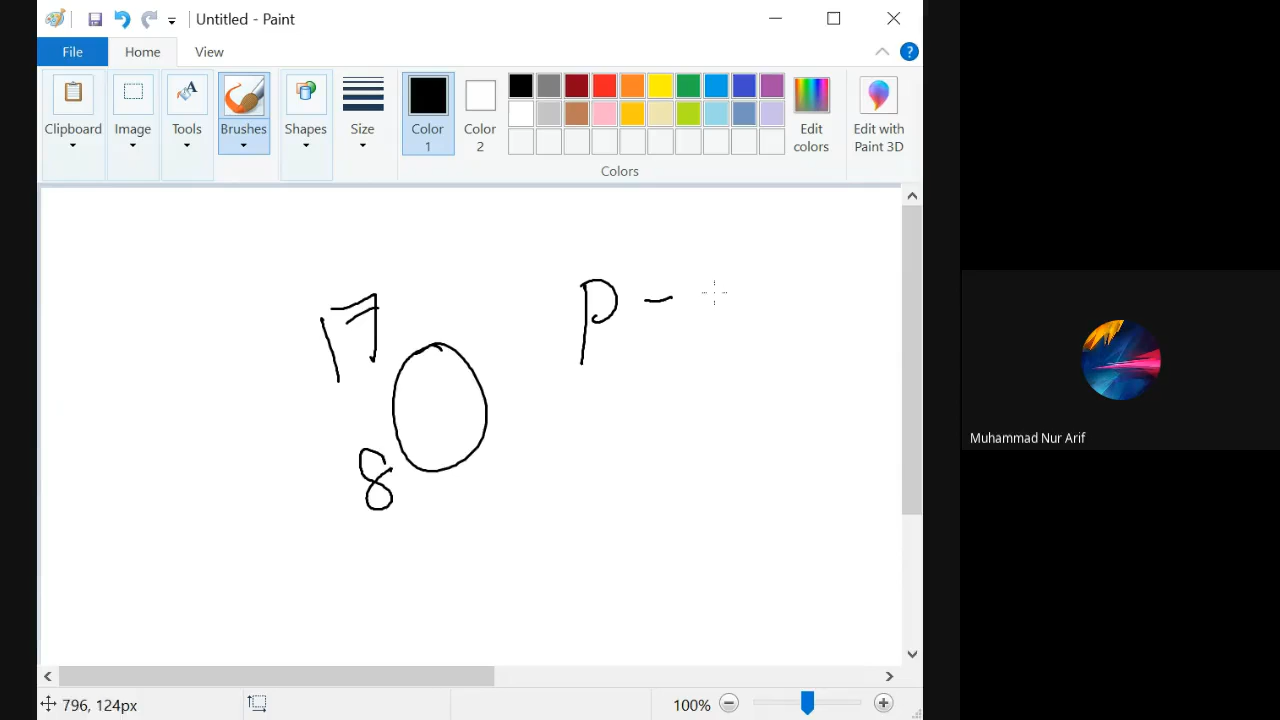 Untitled - Paint
File Home View
Clipboard Image Tools Brushes Shapes Size Color 1 Color 2 Edit colors Edit with Paint 3D
Colors
17 O P -
8
Muhammad Nur Arif
796, 124px 100%